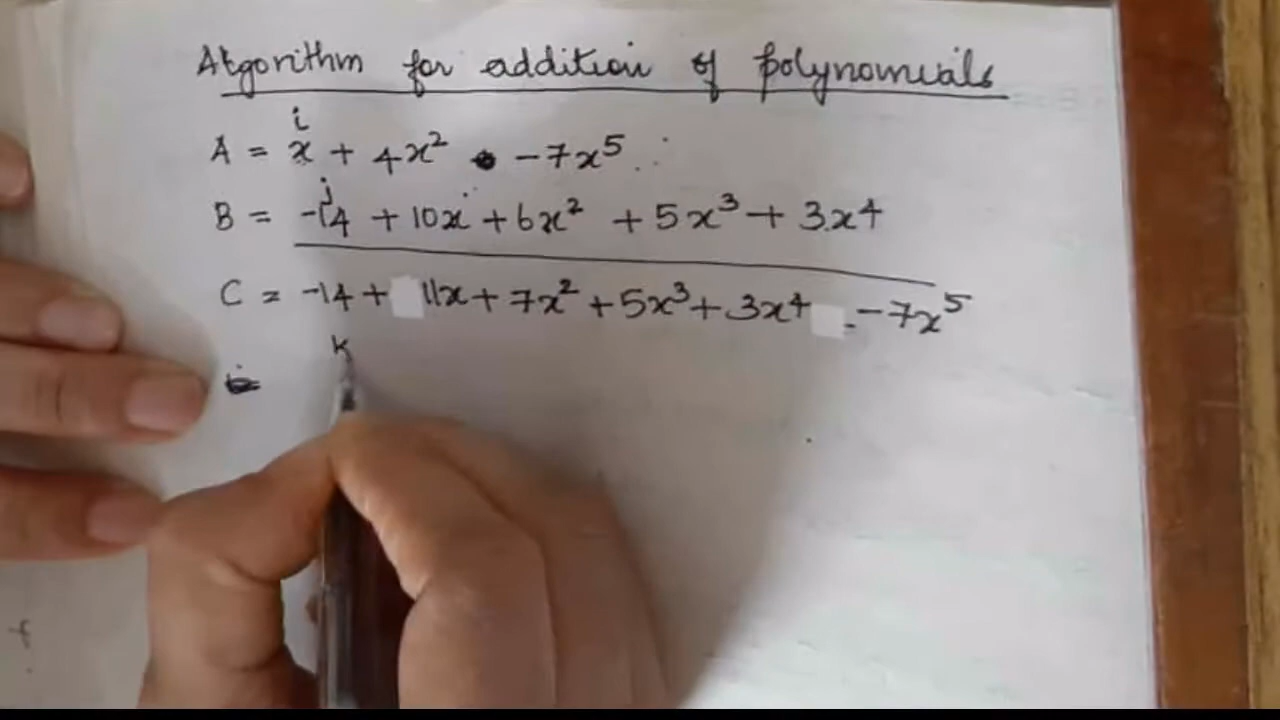 Algorithm for addition of polynomials
i
A = x + 4x² - 7x⁵
j
B = -14 + 10x + 6x² + 5x³ + 3x⁴
C = -14 + 11x + 7x² + 5x³ + 3x⁴ - 7x⁵
k